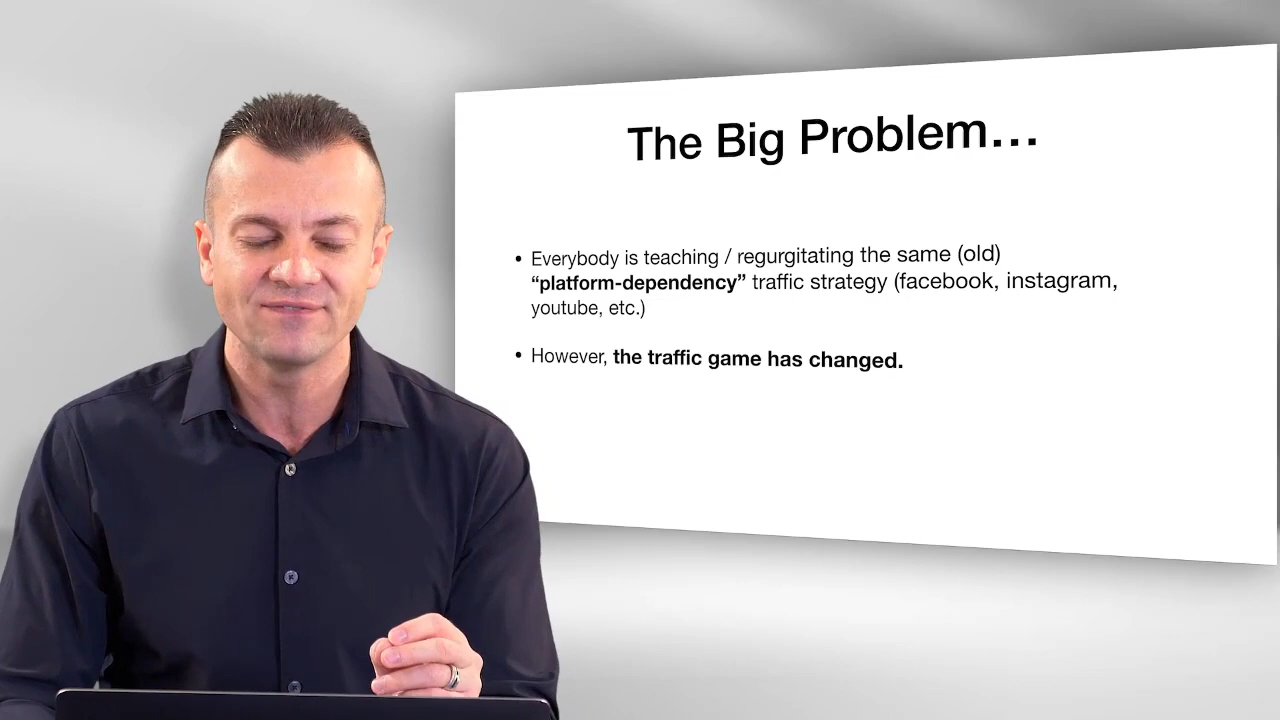 The Big Problem…
• Everybody is teaching / regurgitating the same (old)
“platform-dependency” traffic strategy (facebook, instagram,
youtube, etc.)
• However, the traffic game has changed.